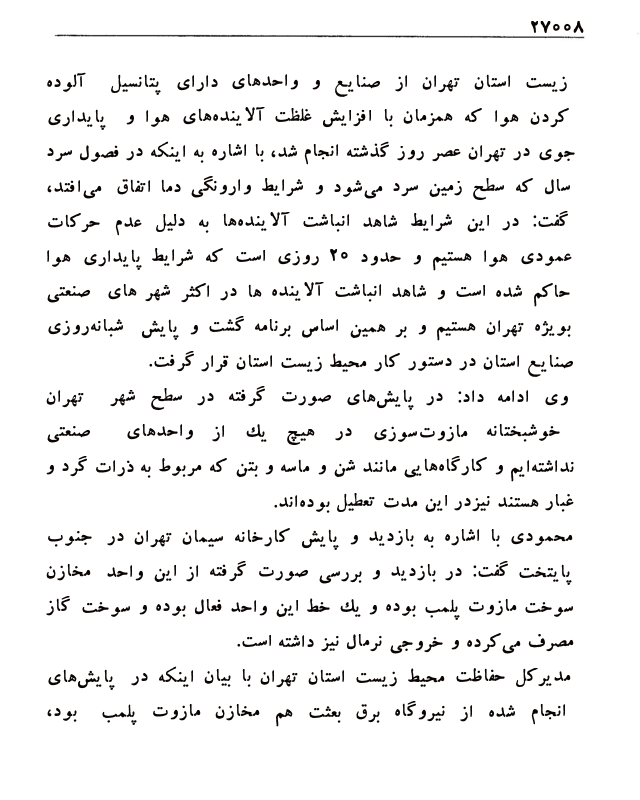 ۲۷۰۰۸
زیست استان تهران از صنایع و واحدهای دارای پتانسیل آلوده
کردن هوا که همزمان با افزایش غلظت آلاینده‌های هوا و پایداری
جوی در تهران عصر روز گذشته انجام شد، با اشاره به اینکه در فصول سرد
سال که سطح زمین سرد می‌شود و شرایط وارونگی دما اتفاق می‌افتد،
گفت: در این شرایط شاهد انباشت آلاینده‌ها به دلیل عدم حرکات
عمودی هوا هستیم و حدود ۲۰ روزی است که شرایط پایداری هوا
حاکم شده است و شاهد انباشت آلاینده ها در اکثر شهر های صنعتی
بویژه تهران هستیم و بر همین اساس برنامه گشت و پایش شبانه‌روزی
صنایع استان در دستور کار محیط زیست استان قرار گرفت.
وی ادامه داد: در پایش‌های صورت گرفته در سطح شهر تهران
خوشبختانه مازوت‌سوزی در هیچ یك از واحدهای صنعتی
نداشته‌ایم و کارگاه‌هایی مانند شن و ماسه و بتن که مربوط به ذرات گرد و
غبار هستند نیزدر این مدت تعطیل بوده‌اند.
محمودی با اشاره به بازدید و پایش کارخانه سیمان تهران در جنوب
پایتخت گفت: در بازدید و بررسی صورت گرفته از این واحد مخازن
سوخت مازوت پلمب بوده و یك خط این واحد فعال بوده و سوخت گاز
مصرف می‌کرده و خروجی نرمال نیز داشته است.
مدیرکل حفاظت محیط زیست استان تهران با بیان اینکه در پایش‌های
انجام شده از نیروگاه برق بعثت هم مخازن مازوت پلمب بود،